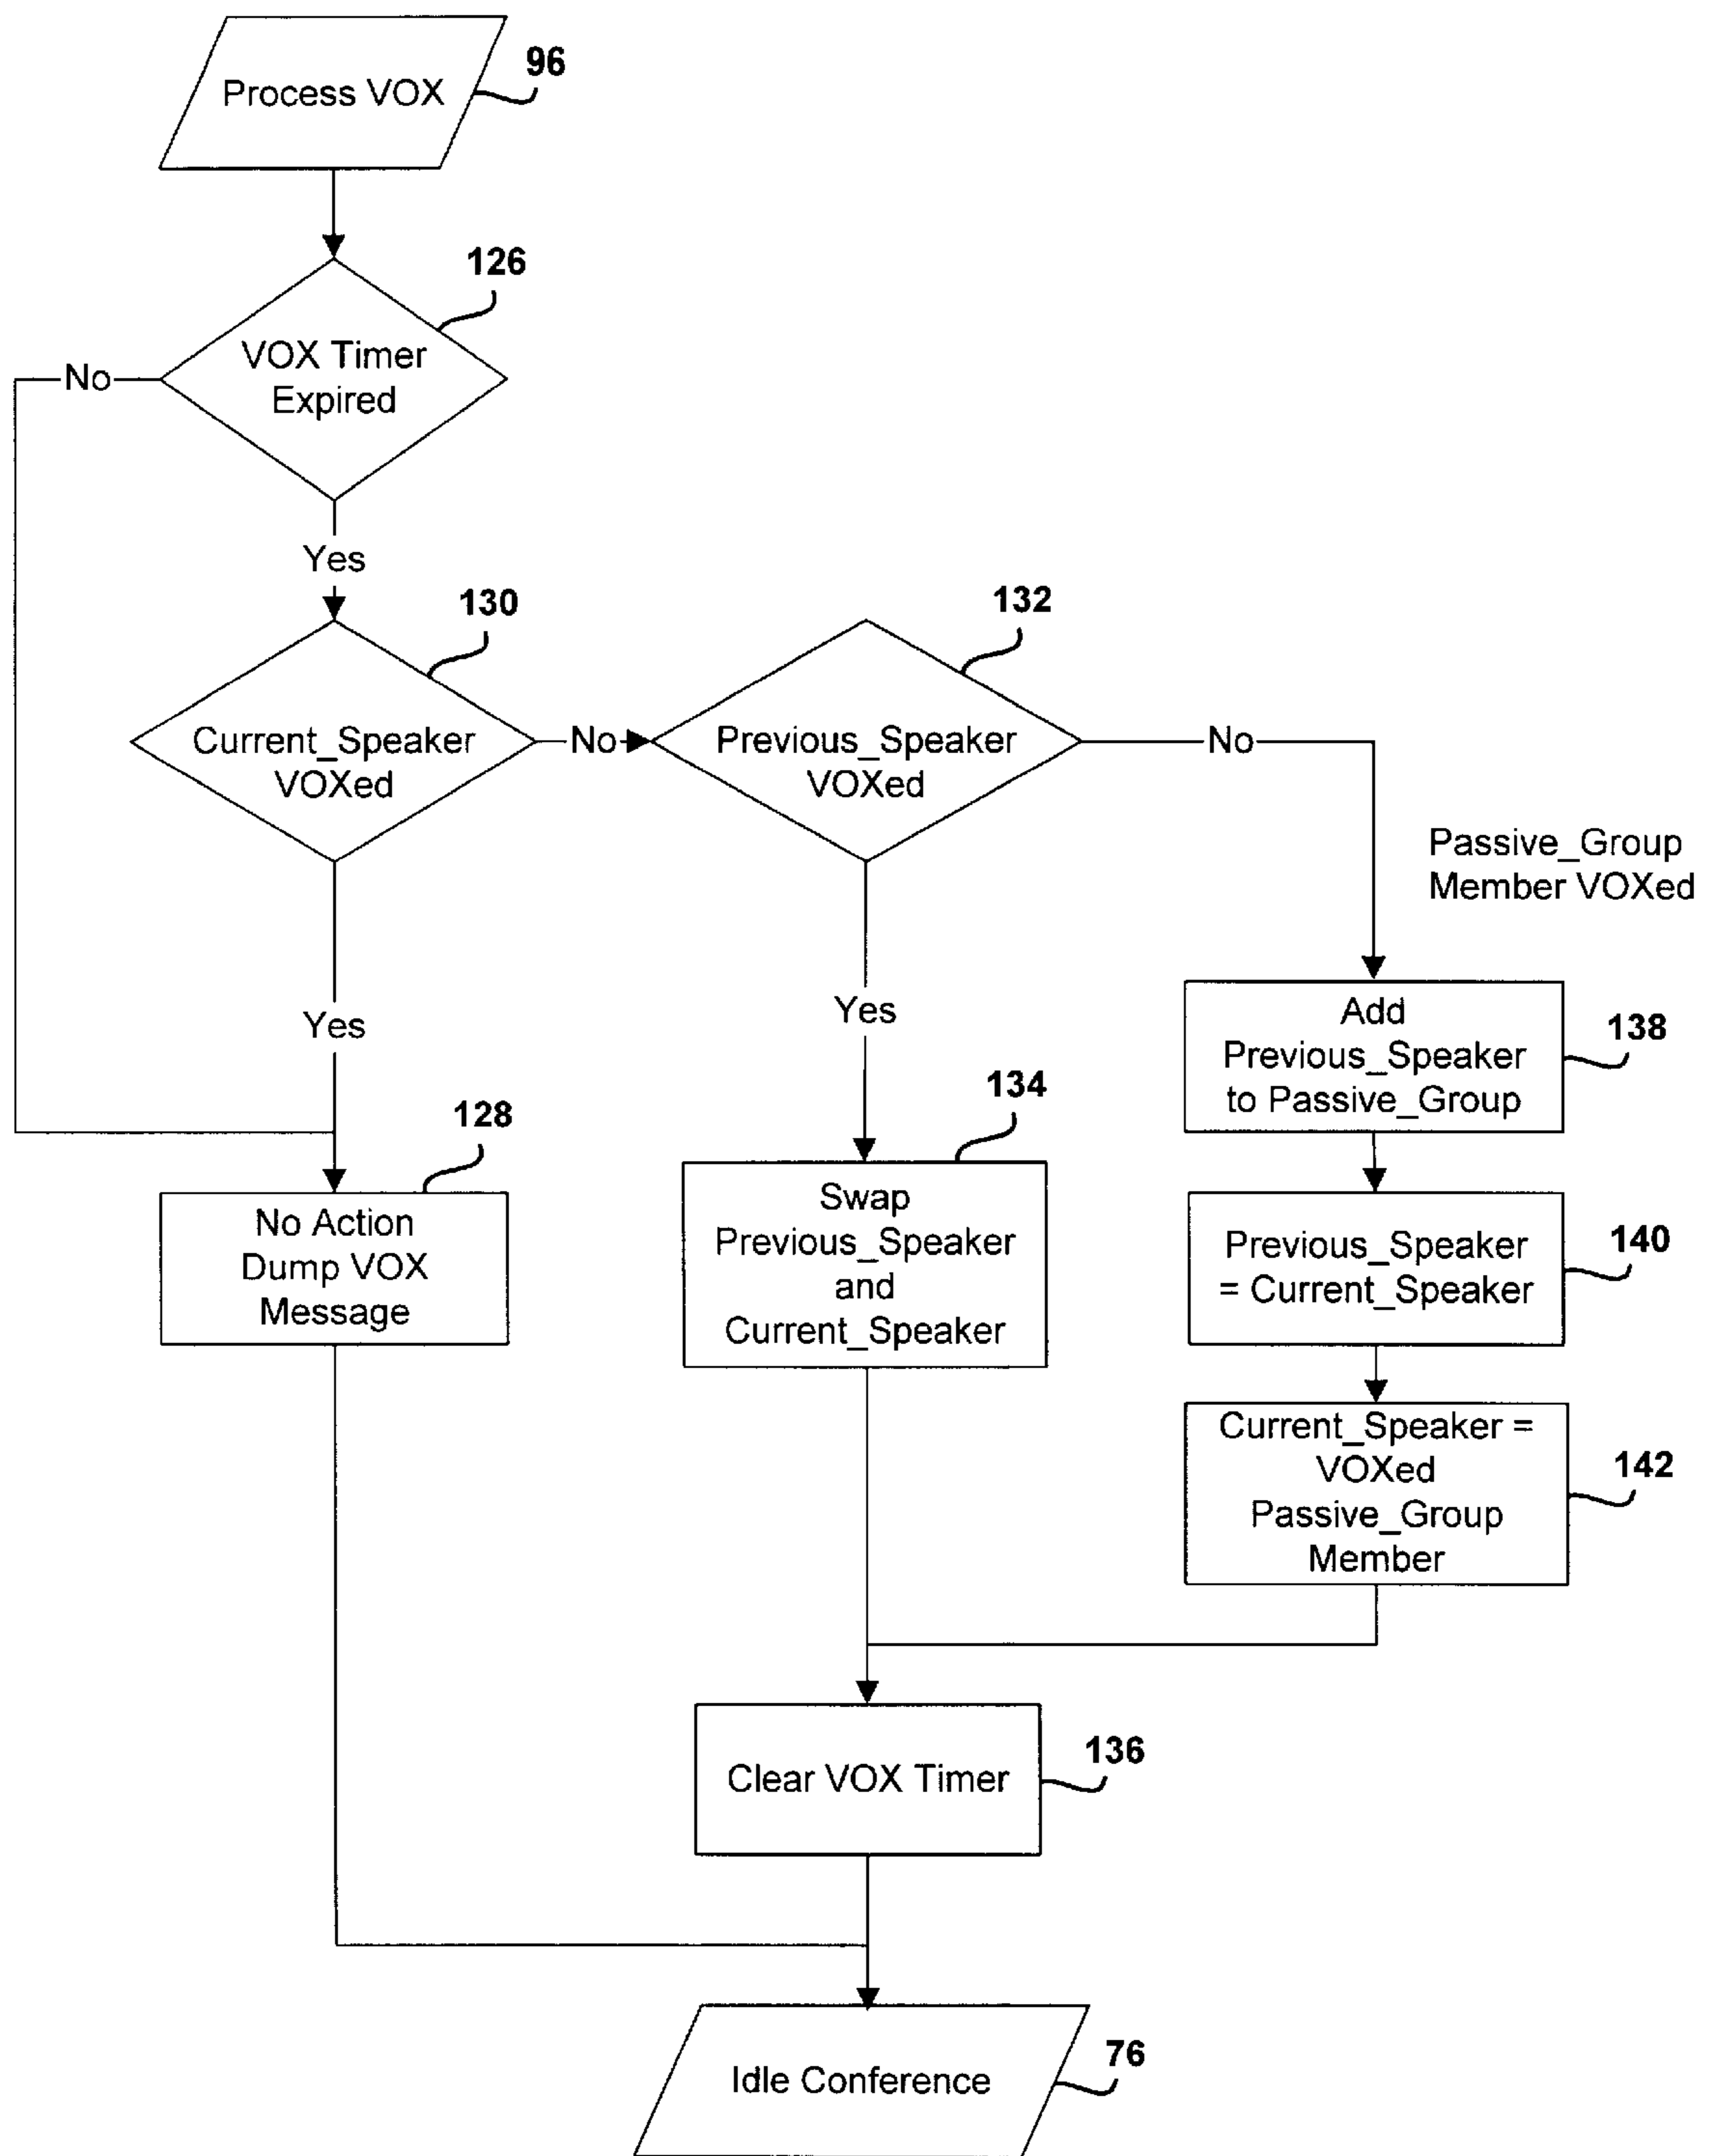 Process VOX
96
126
VOX Timer
Expired
No
Yes
130
132
Current_Speaker
VOXed
No
Previous_Speaker
VOXed
No
Passive_Group
Member VOXed
Yes
Yes
Add
Previous_Speaker
to Passive_Group
138
128
134
No Action
Dump VOX
Message
Swap
Previous_Speaker
and
Current_Speaker
Previous_Speaker
= Current_Speaker
140
Current_Speaker =
VOXed
Passive_Group
Member
142
Clear VOX Timer
136
Idle Conference
76